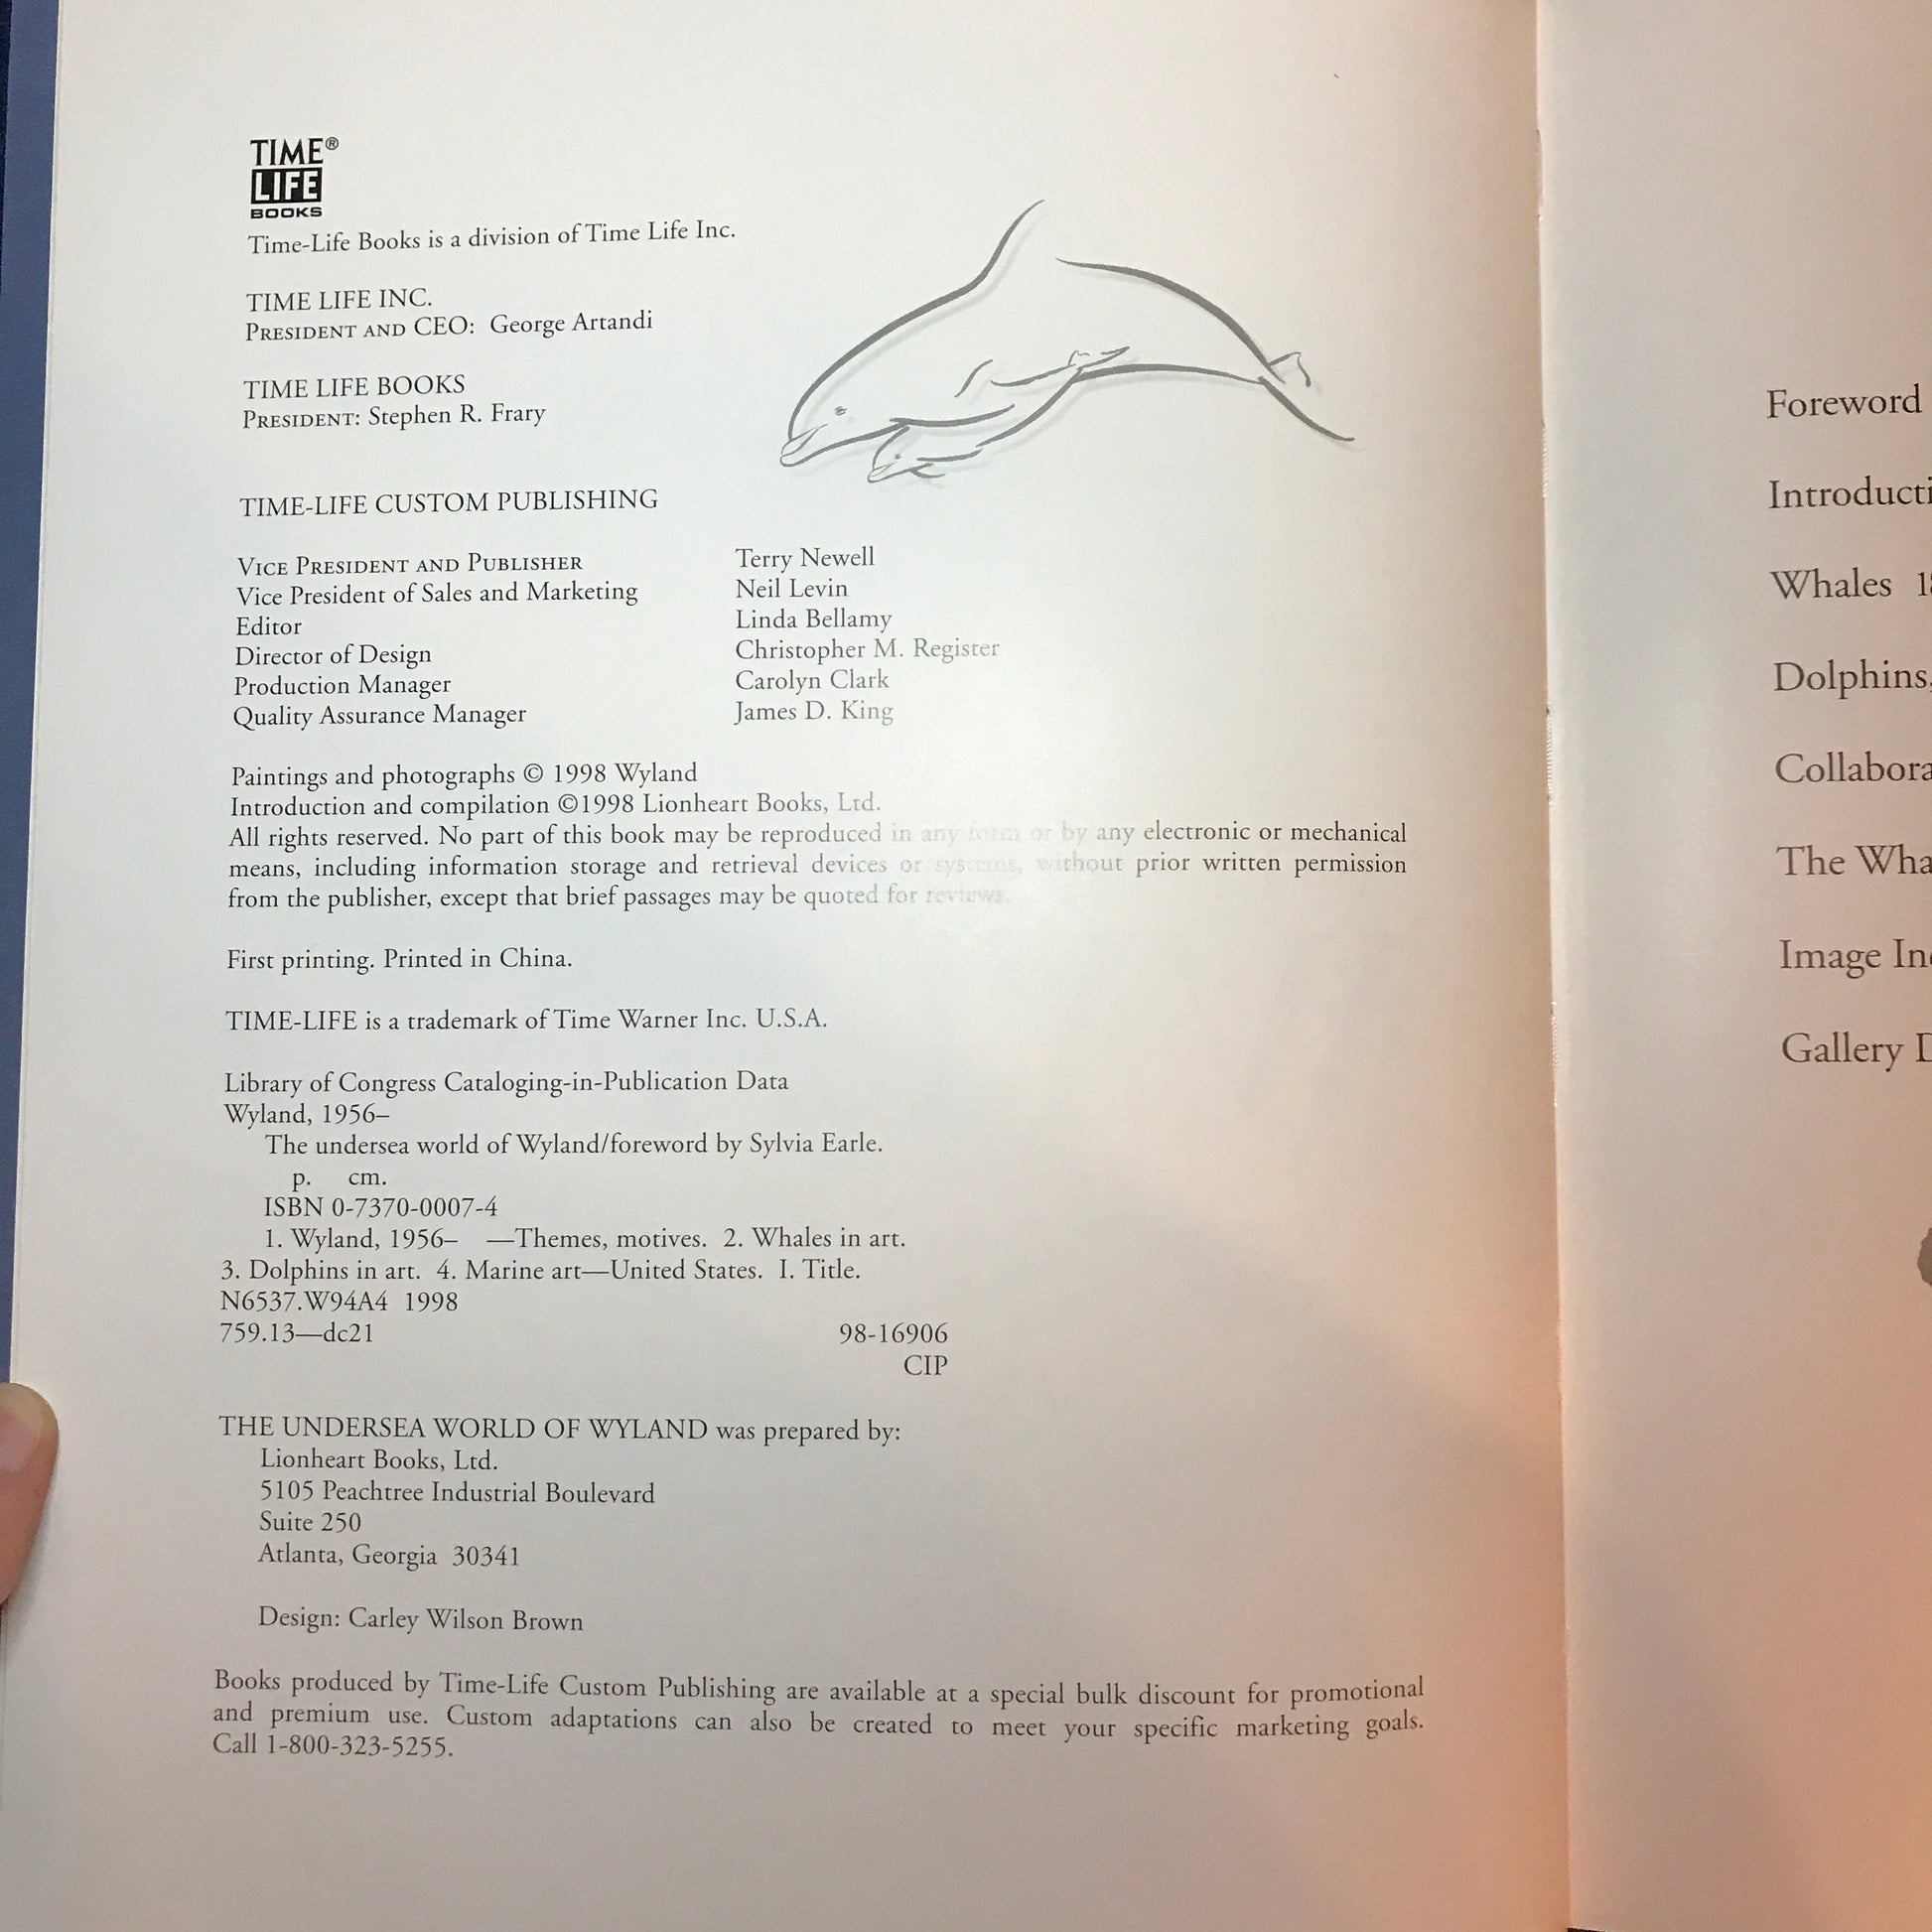 TIME®
LIFE
BOOKS
Time-Life Books is a division of Time Life Inc.
TIME LIFE INC.
PRESIDENT AND CEO: George Artandi
TIME LIFE BOOKS
PRESIDENT: Stephen R. Frary
TIME-LIFE CUSTOM PUBLISHING
VICE PRESIDENT AND PUBLISHER Terry Newell
Vice President of Sales and Marketing Neil Levin
Editor Linda Bellamy
Director of Design Christopher M. Register
Production Manager Carolyn Clark
Quality Assurance Manager James D. King
Paintings and photographs © 1998 Wyland
Introduction and compilation ©1998 Lionheart Books, Ltd.
All rights reserved. No part of this book may be reproduced in any form or by any electronic or mechanical
means, including information storage and retrieval devices or systems, without prior written permission
from the publisher, except that brief passages may be quoted for reviews.
First printing. Printed in China.
TIME-LIFE is a trademark of Time Warner Inc. U.S.A.
Library of Congress Cataloging-in-Publication Data
Wyland, 1956–
The undersea world of Wyland/foreword by Sylvia Earle.
p. cm.
ISBN 0-7370-0007-4
1. Wyland, 1956– —Themes, motives. 2. Whales in art.
3. Dolphins in art. 4. Marine art—United States. I. Title.
N6537.W94A4 1998
759.13—dc21 98-16906
CIP
THE UNDERSEA WORLD OF WYLAND was prepared by:
Lionheart Books, Ltd.
5105 Peachtree Industrial Boulevard
Suite 250
Atlanta, Georgia 30341
Design: Carley Wilson Brown
Books produced by Time-Life Custom Publishing are available at a special bulk discount for promotional
and premium use. Custom adaptations can also be created to meet your specific marketing goals.
Call 1-800-323-5255.
Foreword
Whales
Dolphins,
The
Image
Gallery